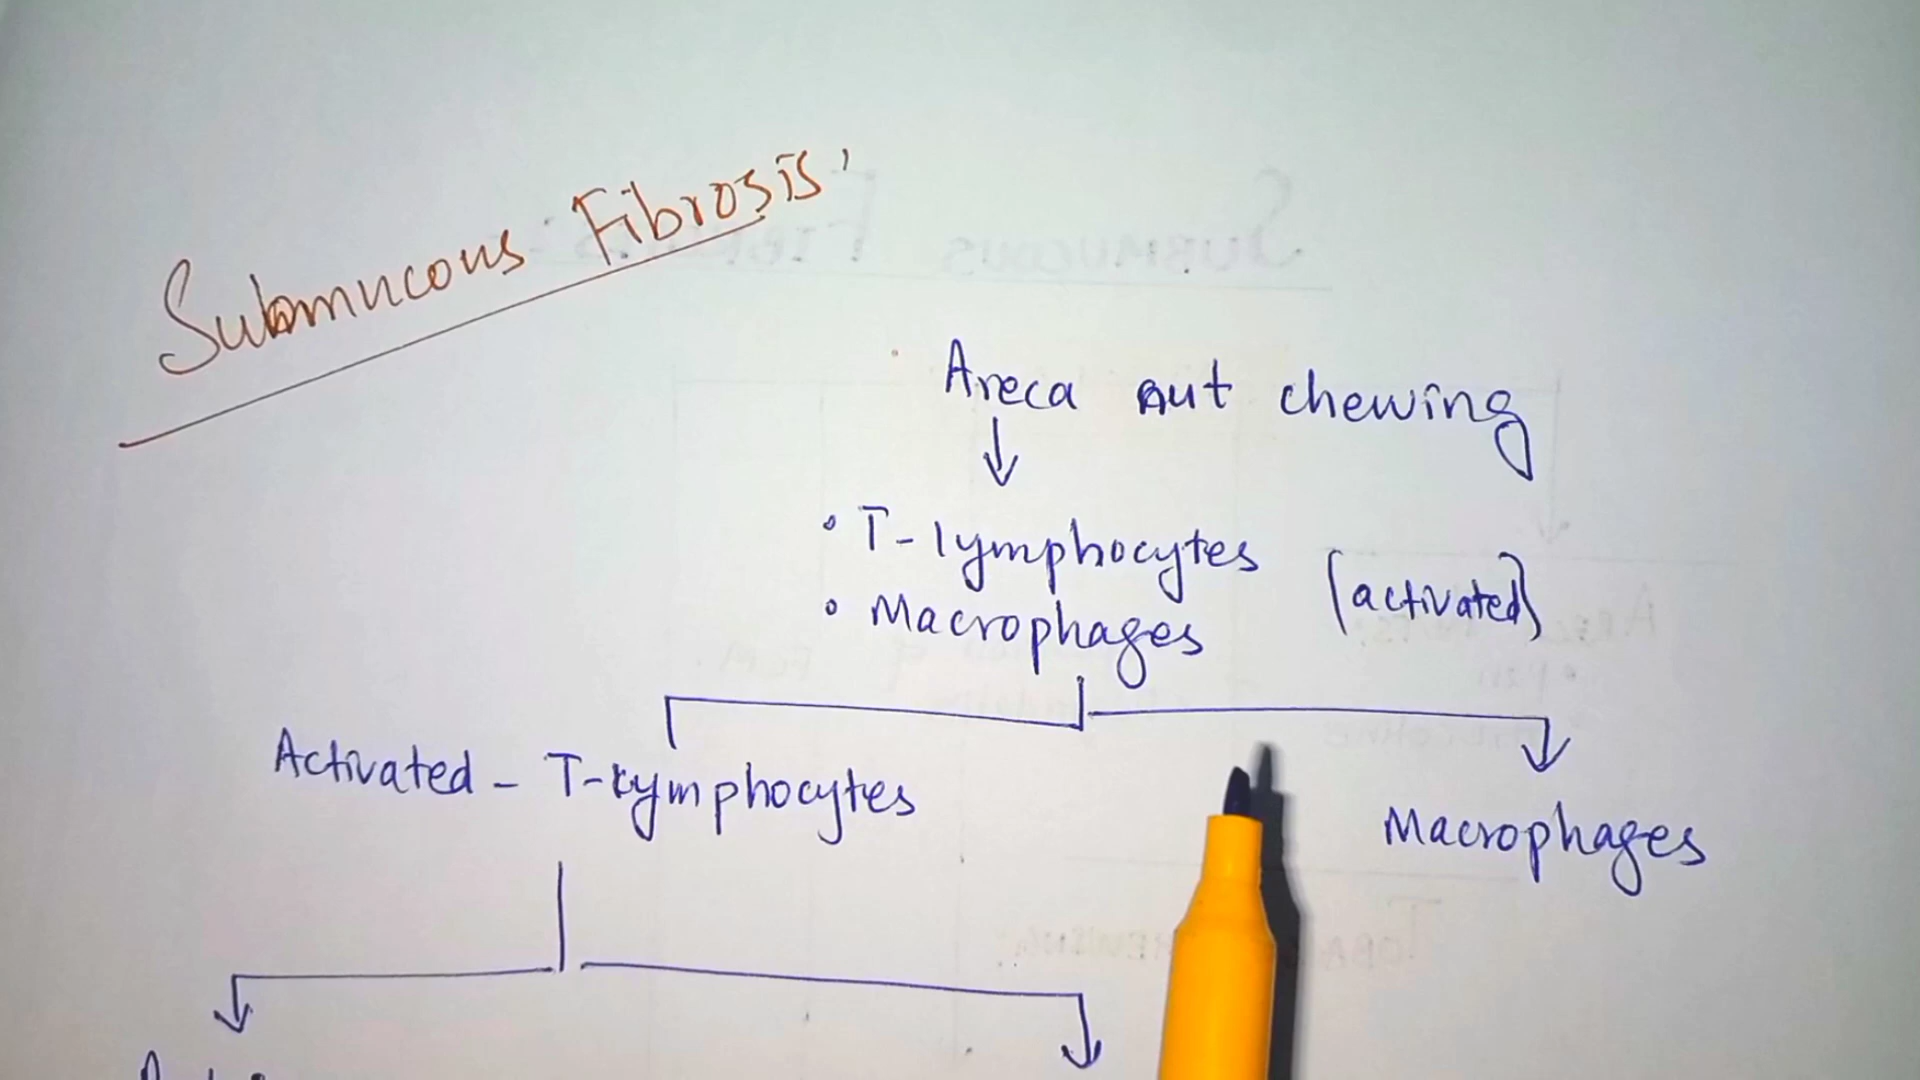 Submucous Fibrosis
Areca nut chewing
• T-lymphocytes
(activated)
• Macrophages
Activated - T-lymphocytes
Macrophages